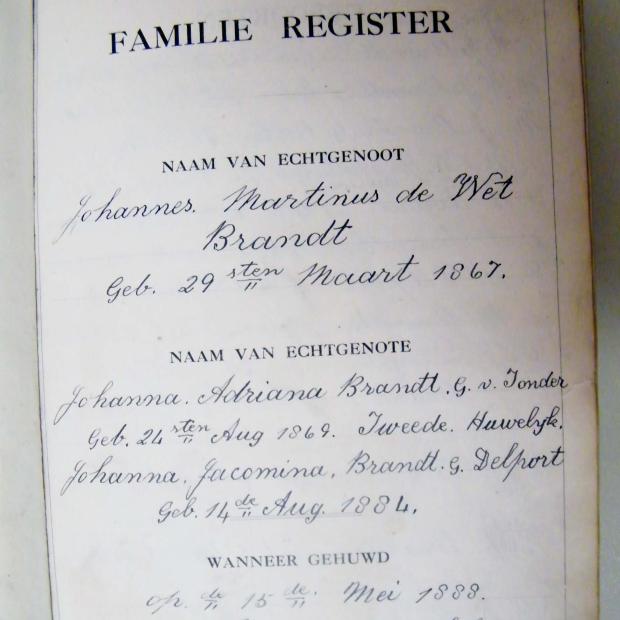 FAMILIE REGISTER
NAAM VAN ECHTGENOOT
Johannes. Martinus de Wet
Brandt
Geb. 29 sten Maart 1867.
NAAM VAN ECHTGENOTE
Johanna. Adriana Brandt. G. v. Tonder
Geb. 24 sten Aug 1869. Tweede. Huwelyk.
Johanna. Jacomina. Brandt. G. Delport
Geb. 14 de Aug. 1884.
WANNEER GEHUWD
op. de 15 de. Mei 1888.